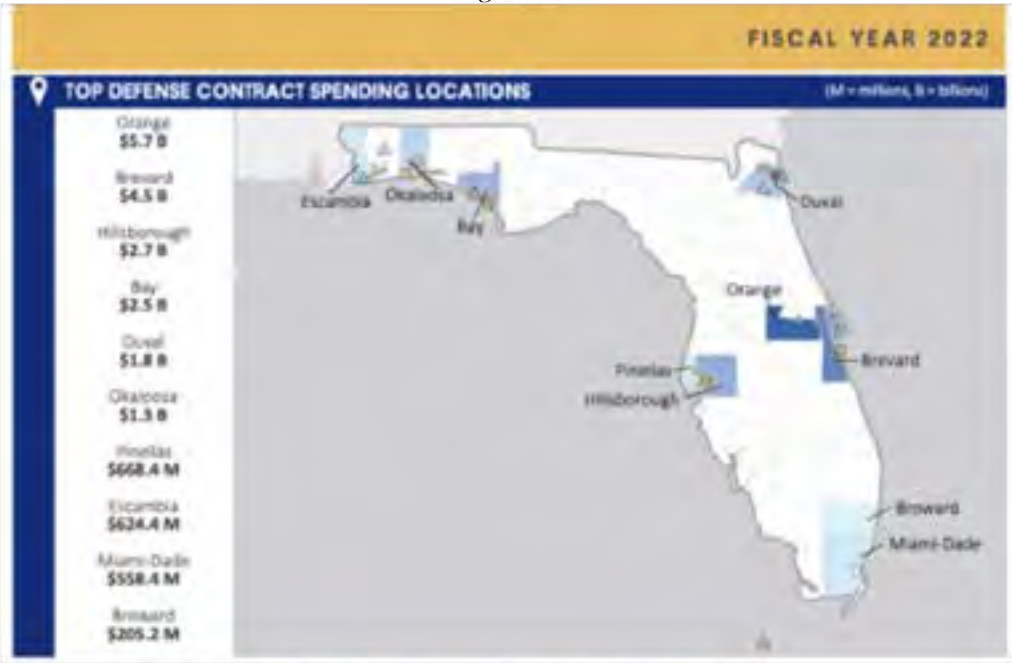 FISCAL YEAR 2022
TOP DEFENSE CONTRACT SPENDING LOCATIONS
(M = millions, B = billions)
Orange
$5.7 B
Brevard
$4.5 B
Hillsborough
$2.7 B
Bay
$2.5 B
Duval
$1.8 B
Okaloosa
$1.3 B
Pinellas
$668.4 M
Escambia
$624.4 M
Miami-Dade
$558.4 M
Broward
$205.2 M
Escambia
Okaloosa
Bay
Duval
Orange
Brevard
Pinellas
Hillsborough
Broward
Miami-Dade